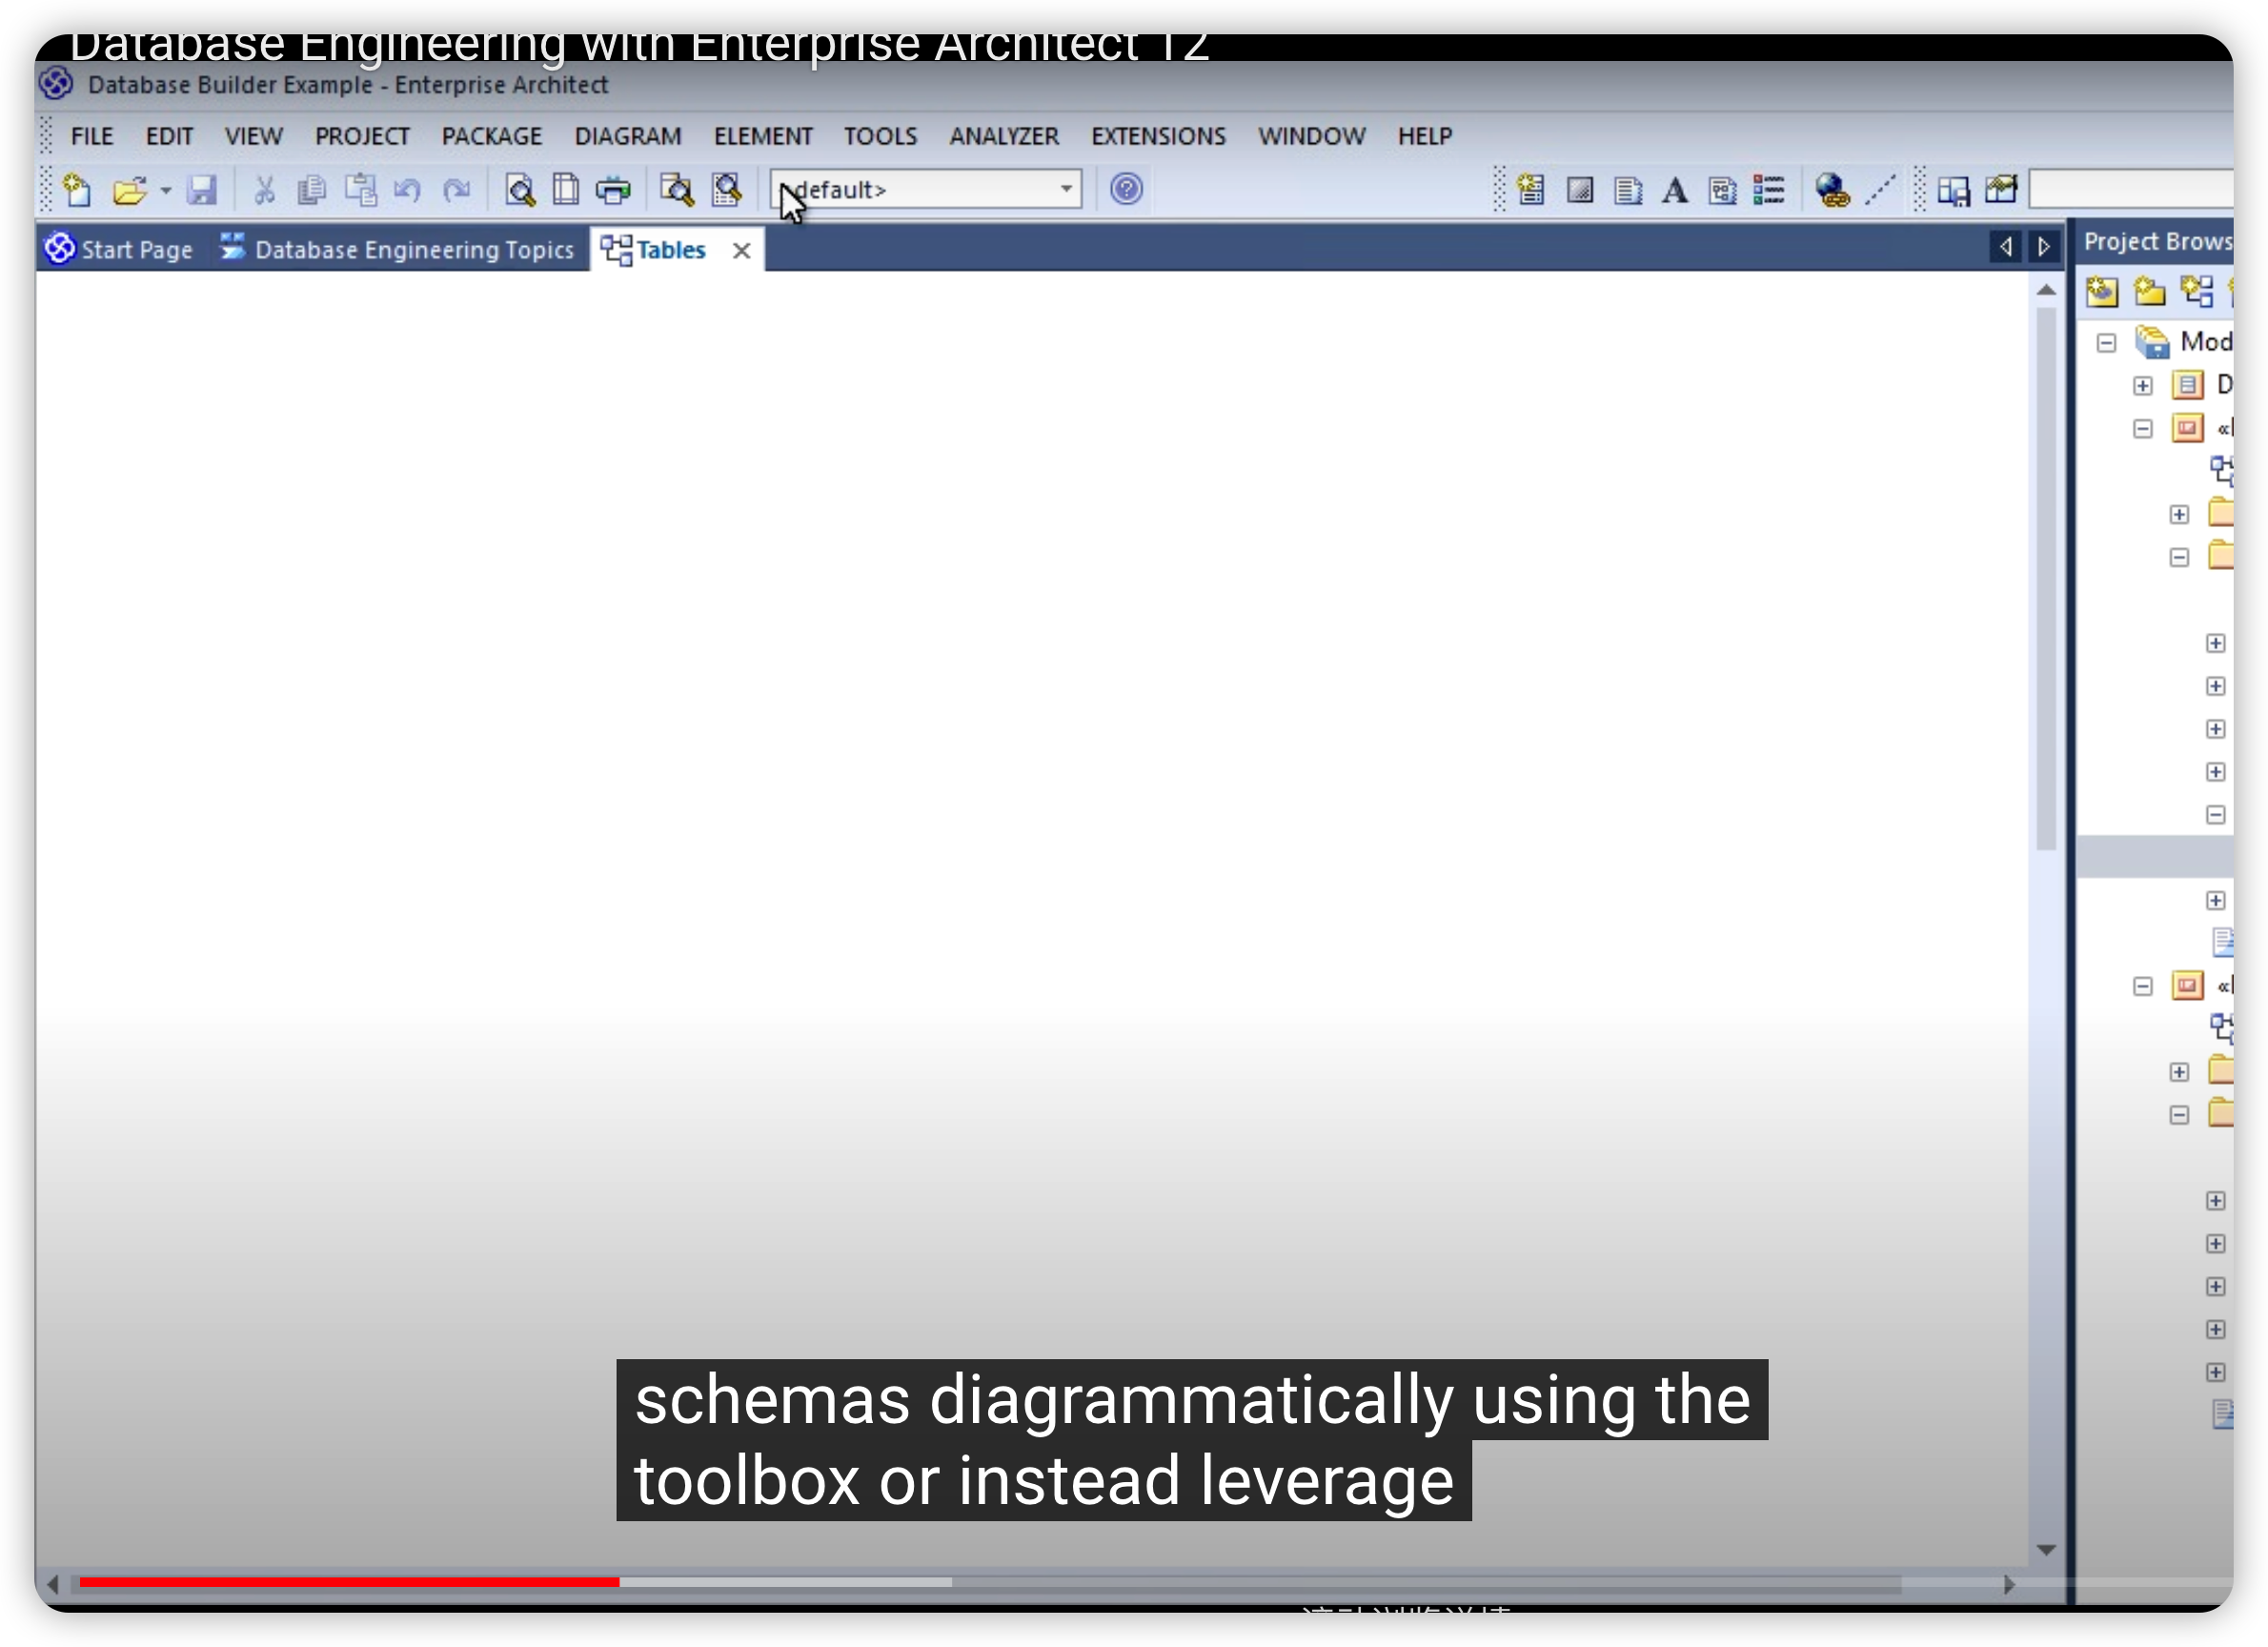 Database Engineering with Enterprise Architect 12
Database Builder Example - Enterprise Architect
FILE EDIT VIEW PROJECT PACKAGE DIAGRAM ELEMENT TOOLS ANALYZER EXTENSIONS WINDOW HELP
default>
Start Page Database Engineering Topics Tables
Project Brows
Mod
D
schemas diagrammatically using the
toolbox or instead leverage